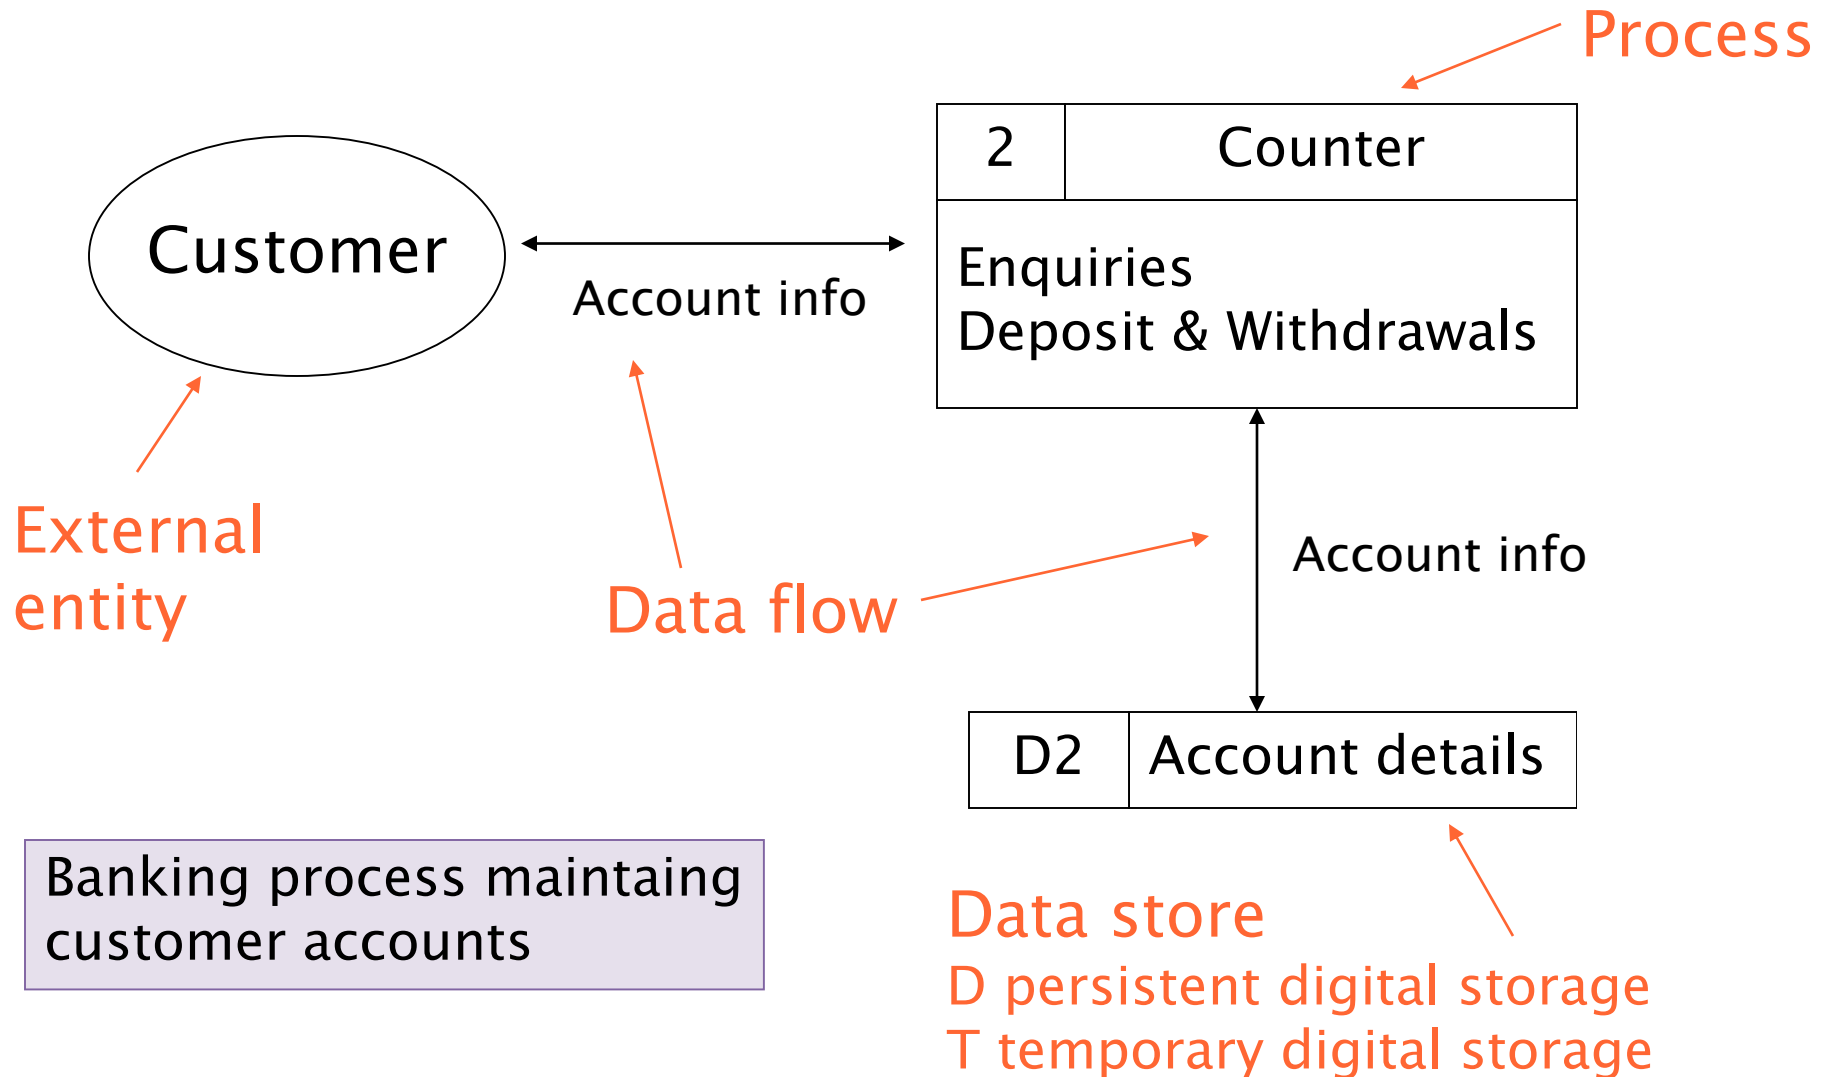 Process
2
Counter
Customer
Account info
Enquiries
Deposit & Withdrawals
External
entity
Data flow
Account info
D2
Account details
Banking process maintaing
customer accounts
Data store
D persistent digital storage
T temporary digital storage